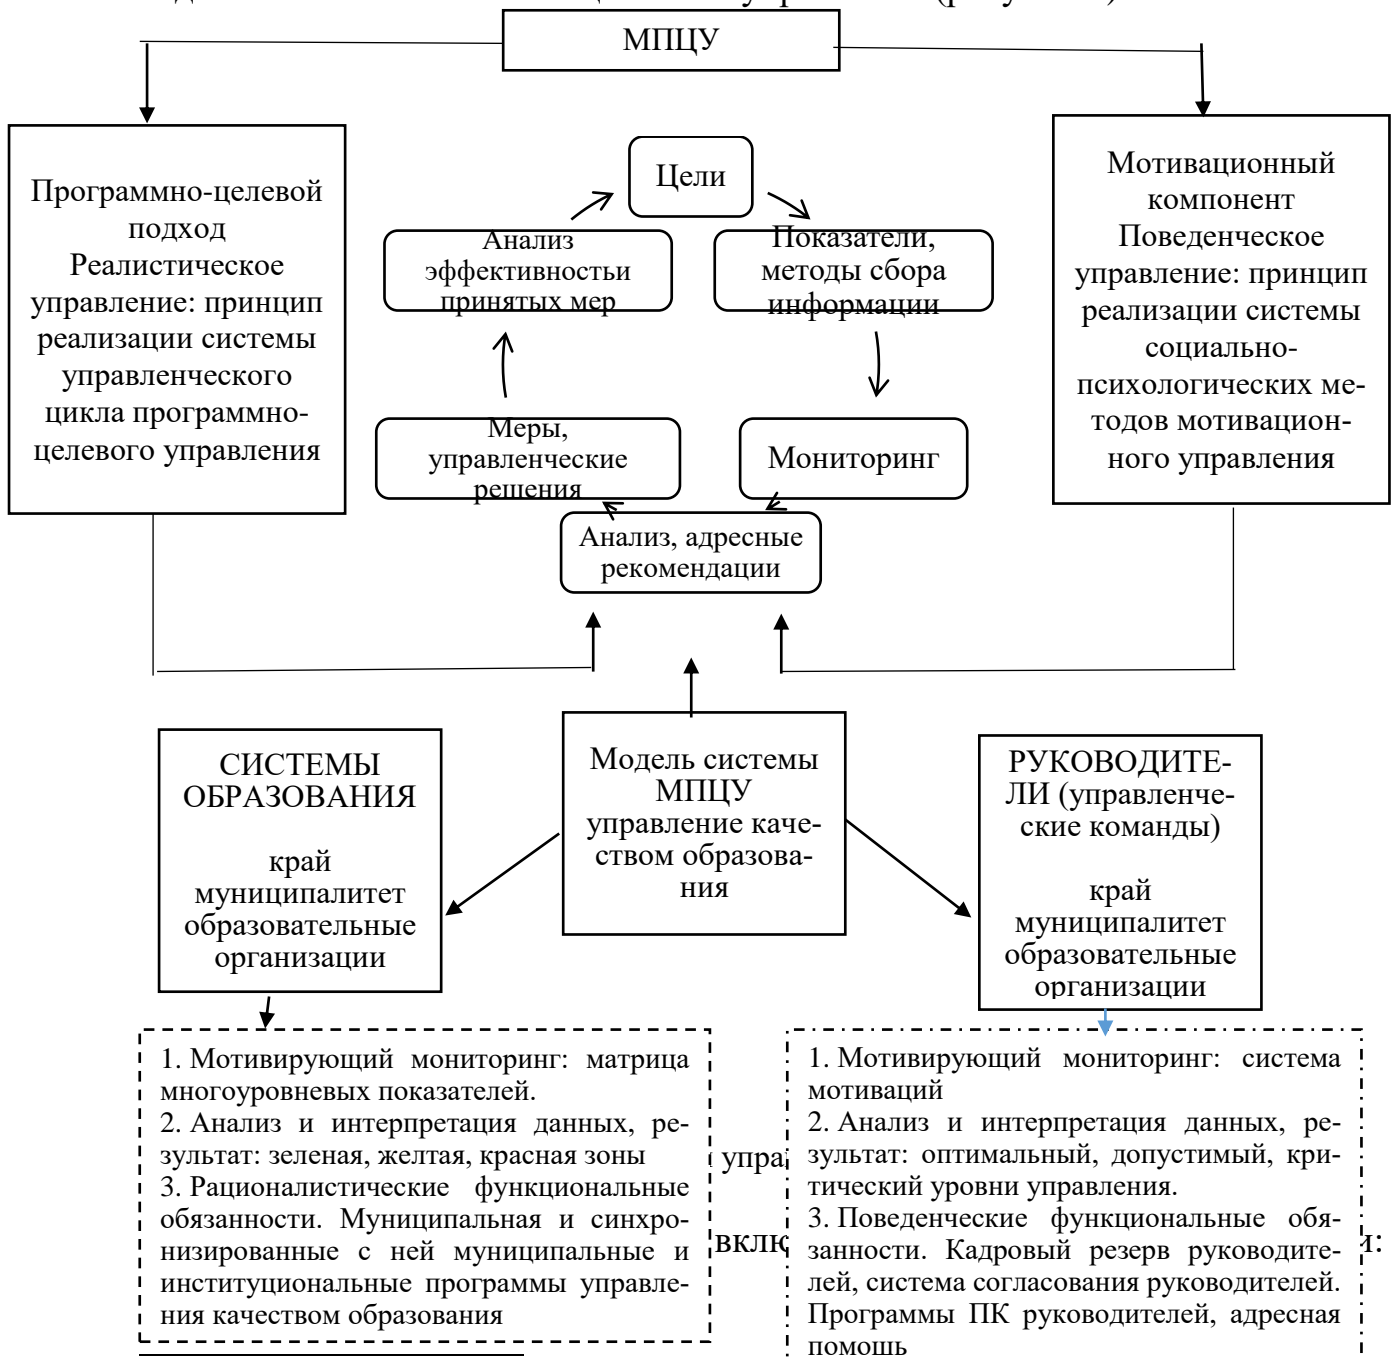 МПЦУ
Программно-целевой
подход
Реалистическое
управление: принцип
реализации системы
управленческого
цикла программно-
целевого управления
Цели
Анализ
эффективностьи
принятых мер
Показатели,
методы сбора
информации
Меры,
управленческие
решения
Мониторинг
Анализ, адресные
рекомендации
Мотивационный
компонент
Поведенческое
управление: принцип
реализации системы
социально-
психологических ме-
тодов мотивацион-
ного управления
СИСТЕМЫ
ОБРАЗОВАНИЯ
край
муниципалитет
образовательные
организации
Модель системы
МПЦУ
управление каче-
ством образова-
ния
РУКОВОДИТЕ-
ЛИ (управленче-
ские команды)
край
муниципалитет
образовательные
организации
1. Мотивирующий мониторинг: матрица
многоуровневых показателей.
2. Анализ и интерпретация данных, ре-
зультат: зеленая, желтая, красная зоны
3. Рационалистические функциональные
обязанности. Муниципальная и синхро-
низированные с ней муниципальные и
институциональные программы управле-
ния качеством образования
1. Мотивирующий мониторинг: система
мотиваций
2. Анализ и интерпретация данных, ре-
зультат: оптимальный, допустимый, кри-
тический уровни управления.
3. Поведенческие функциональные обя-
занности. Кадровый резерв руководите-
лей, система согласования руководителей.
Программы ПК руководителей, адресная
помощь